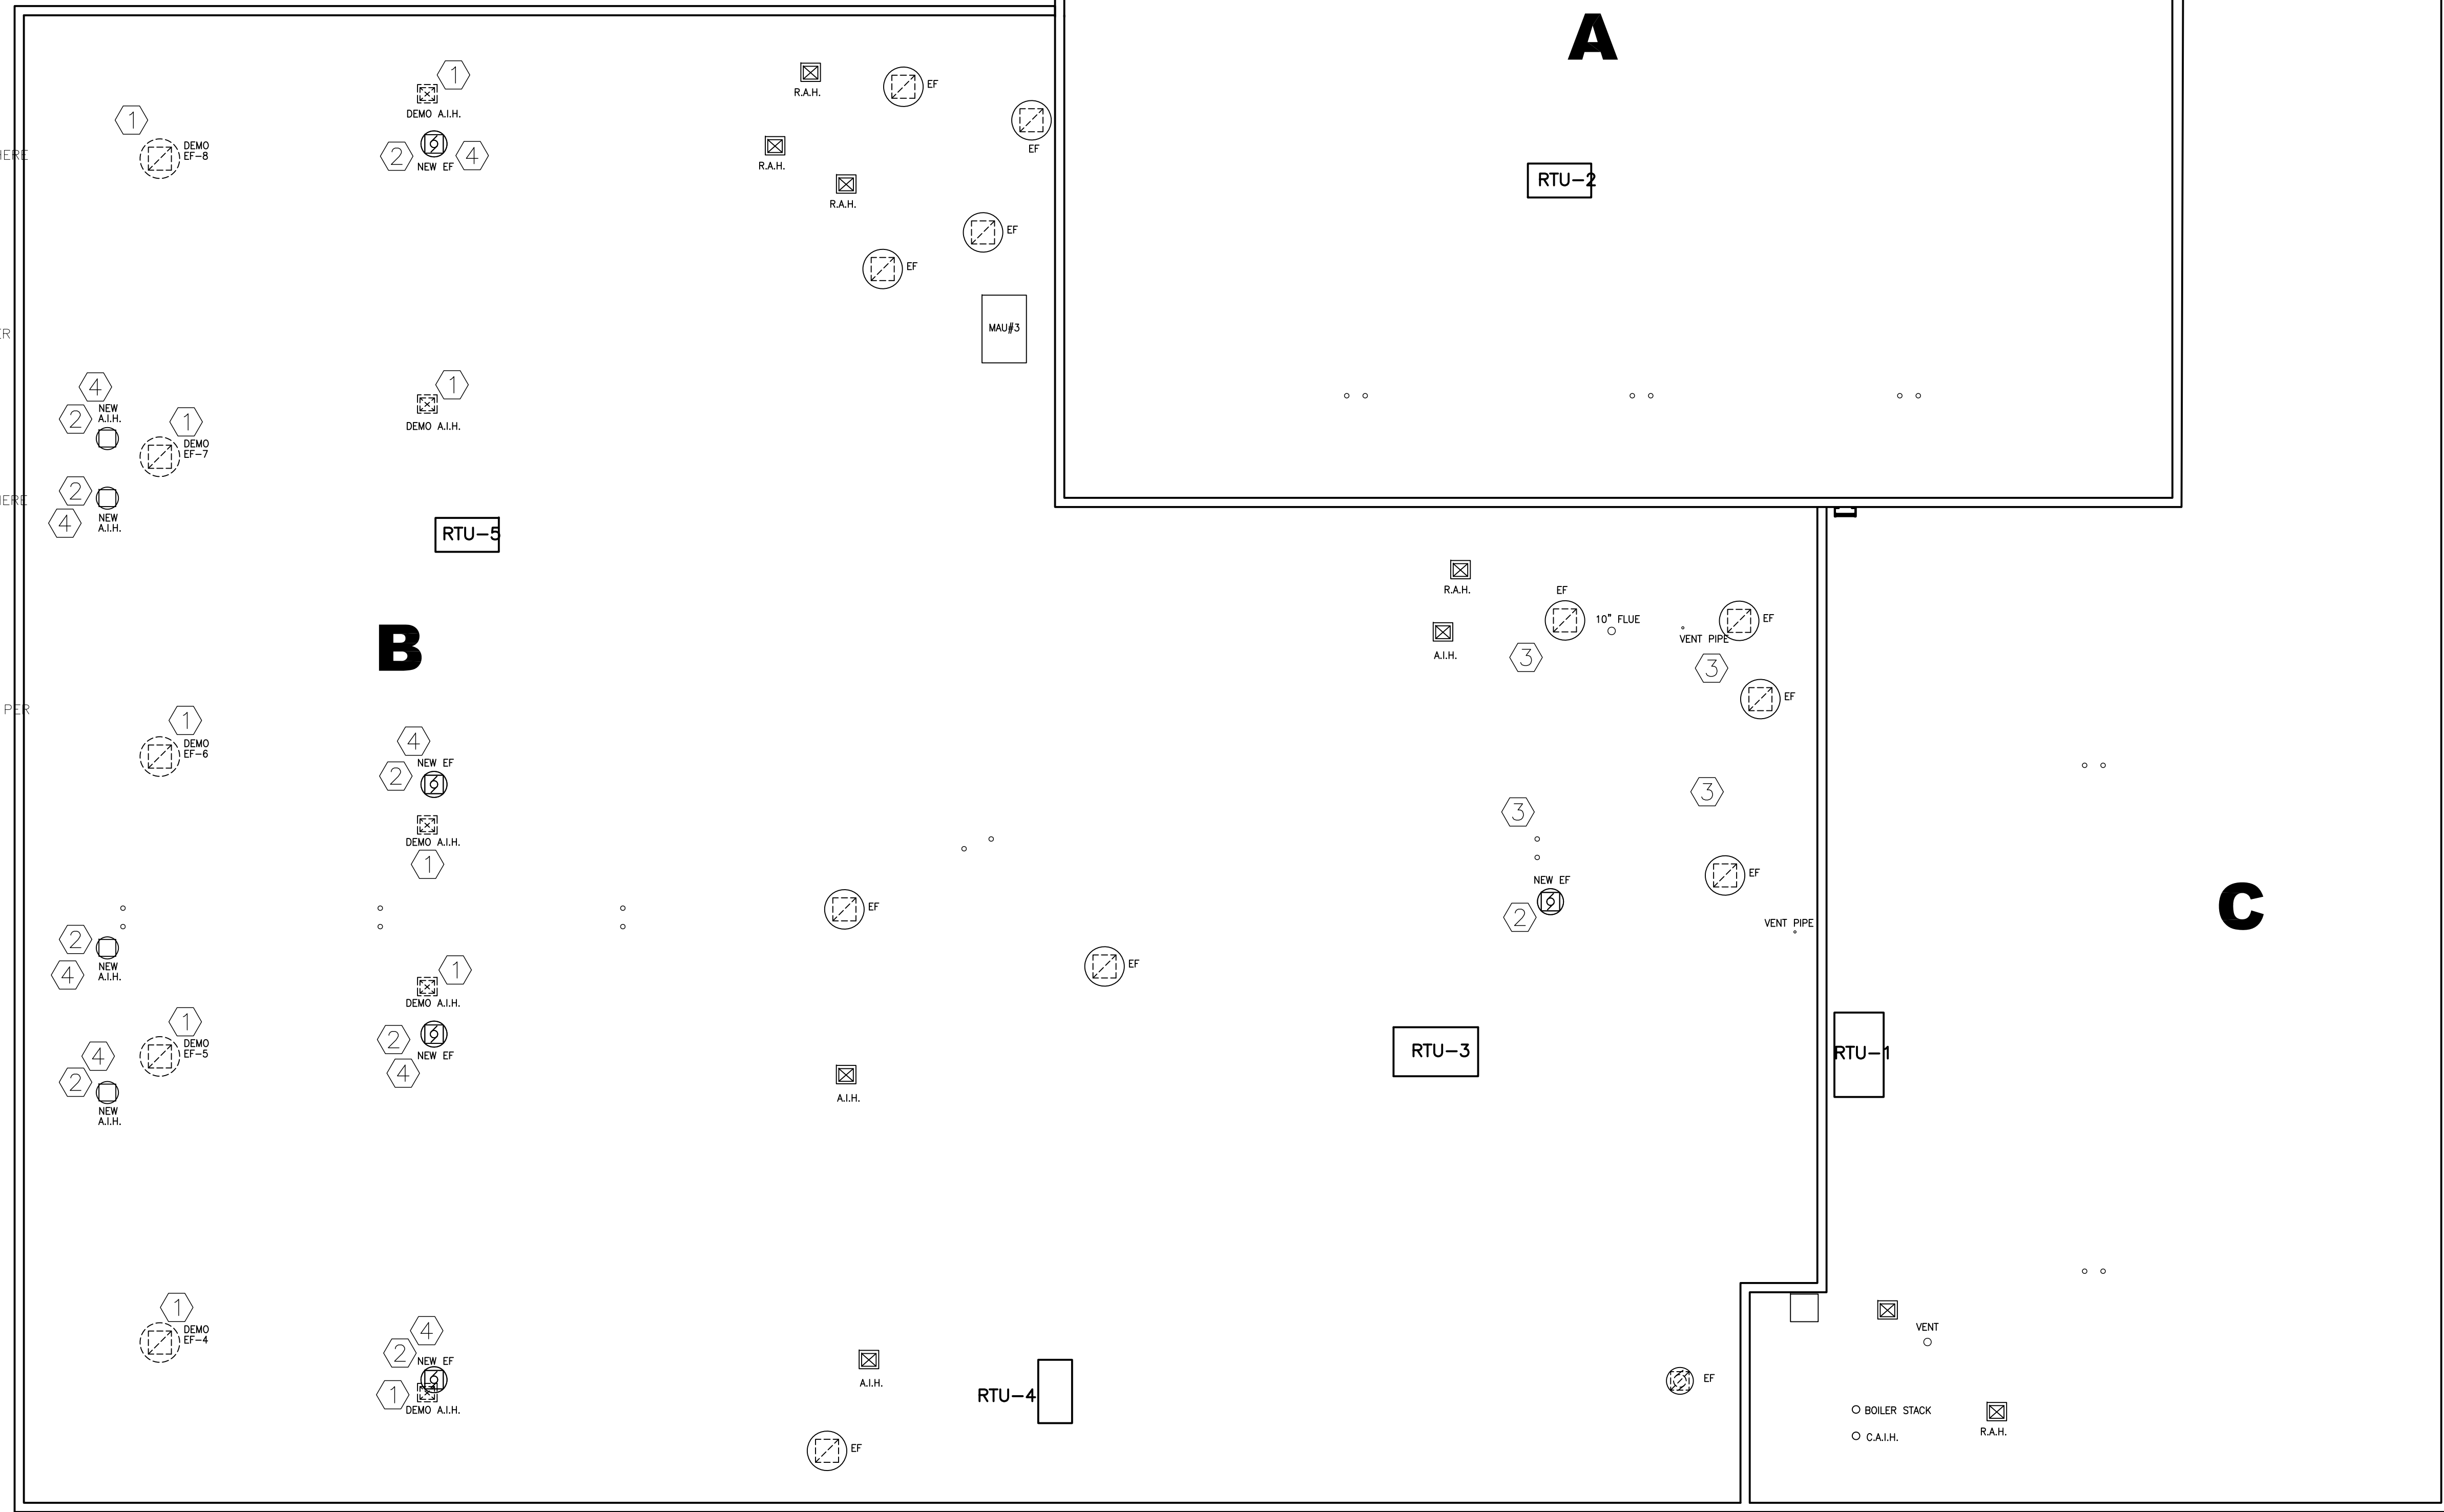 A
1
R.A.H.
EF
DEMO A.I.H.
1
DEMO
EF-8
2
NEW EF
4
R.A.H.
EF
R.A.H.
RTU-2
EF
EF
MAU#3
PER
4
NEW
A.I.H.
2
1
DEMO
EF-7
1
DEMO A.I.H.
2
NEW
A.I.H.
4
RTU-5
R.A.H.
EF
10" FLUE
VENT PIPE
EF
A.I.H.
3
3
B
EF
1
DEMO
EF-6
4
NEW EF
2
DEMO A.I.H.
1
3
3
EF
NEW EF
2
EF
VENT PIPE
C
2
NEW
A.I.H.
4
1
DEMO A.I.H.
EF
1
DEMO
EF-5
4
2
NEW
A.I.H.
2
NEW EF
4
A.I.H.
RTU-3
RTU-1
1
DEMO
EF-4
4
2
NEW EF
1
DEMO A.I.H.
A.I.H.
RTU-4
EF
EF
VENT
BOILER STACK
C.A.I.H.
R.A.H.